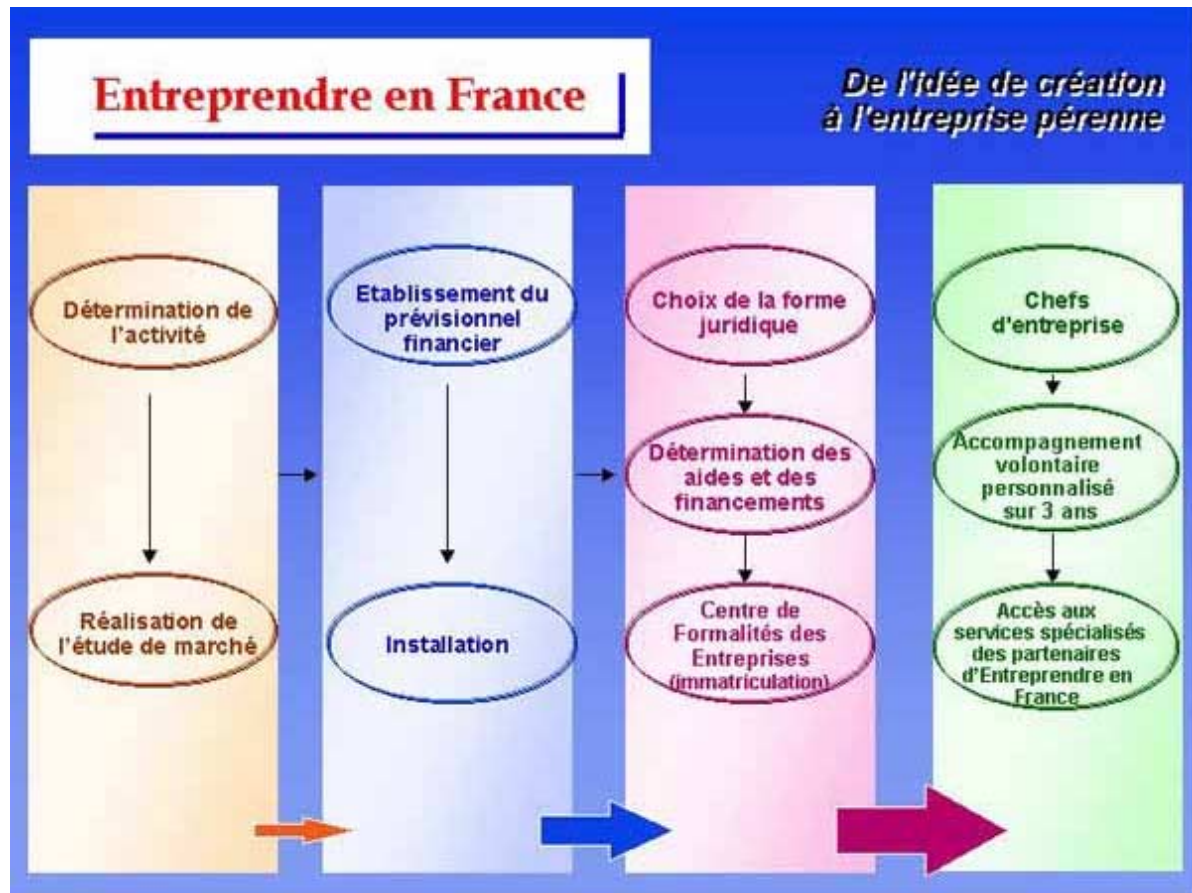 Entreprendre en France
De l'idée de création
à l'entreprise pérenne
Détermination de
l'activité
Réalisation de
l'étude de marché
Etablissement du
prévisionnel
financier
Installation
Choix de la forme
juridique
Détermination des
aides et des
financements
Centre de
Formalités des
Entreprises
(immatriculation)
Chefs
d'entreprise
Accompagnement
volontaire
personnalisé
sur 3 ans
Accès aux
services spécialisés
des partenaires
d'Entreprendre en
France